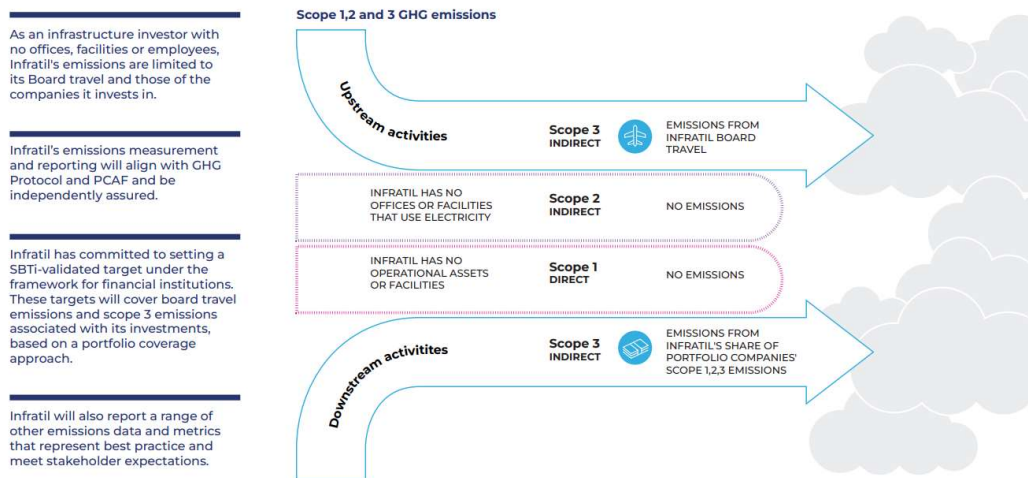 As an infrastructure investor with
no offices, facilities or employees,
Infratil's emissions are limited to
its Board travel and those of the
companies it invests in.
Infratil's emissions measurement
and reporting will align with GHG
Protocol and PCAF and be
independently assured.
Infratil has committed to setting a
SBTi-validated target under the
framework for financial institutions.
These targets will cover board travel
emissions and scope 3 emissions
associated with its investments,
based on a portfolio coverage
approach.
Infratil will also report a range of
other emissions data and metrics
that represent best practice and
meet stakeholder expectations.
Scope 1,2 and 3 GHG emissions
Upstream activities
Scope 3
INDIRECT
EMISSIONS FROM
INFRATIL BOARD
TRAVEL
INFRATIL HAS NO
OFFICES OR FACILITIES
THAT USE ELECTRICITY
Scope 2
INDIRECT
NO EMISSIONS
INFRATIL HAS NO
OPERATIONAL ASSETS
OR FACILITIES
Scope 1
DIRECT
NO EMISSIONS
Downstream activitites
Scope 3
INDIRECT
EMISSIONS FROM
INFRATIL'S SHARE OF
PORTFOLIO COMPANIES'
SCOPE 1,2,3 EMISSIONS